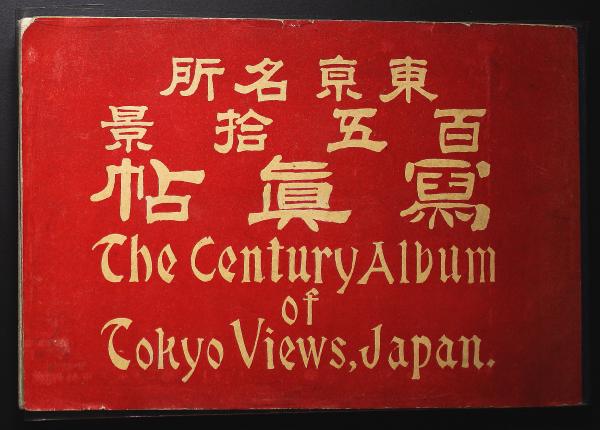 東京名所
百五拾景
寫眞帖
The Century Album
of
Tokyo Views, Japan.